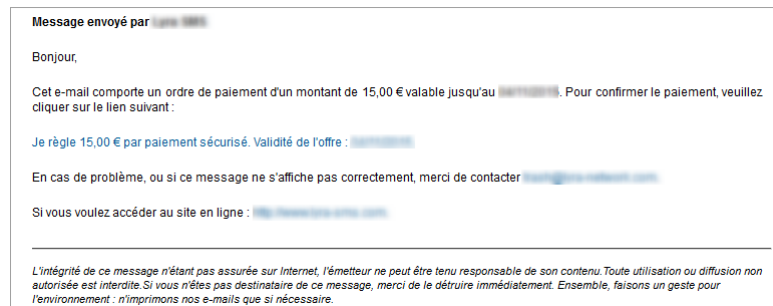 Message envoyé par
Bonjour,
Cet e-mail comporte un ordre de paiement d'un montant de 15,00 € valable jusqu'au . Pour confirmer le paiement, veuillez
cliquer sur le lien suivant :
Je règle 15,00 € par paiement sécurisé. Validité de l'offre :
En cas de problème, ou si ce message ne s'affiche pas correctement, merci de contacter
Si vous voulez accéder au site en ligne :
L'intégrité de ce message n'étant pas assurée sur Internet, l'émetteur ne peut être tenu responsable de son contenu.Toute utilisation ou diffusion non
autorisée est interdite.Si vous n'êtes pas destinataire de ce message, merci de le détruire immédiatement. Ensemble, faisons un geste pour
l'environnement : n'imprimons nos e-mails que si nécessaire.